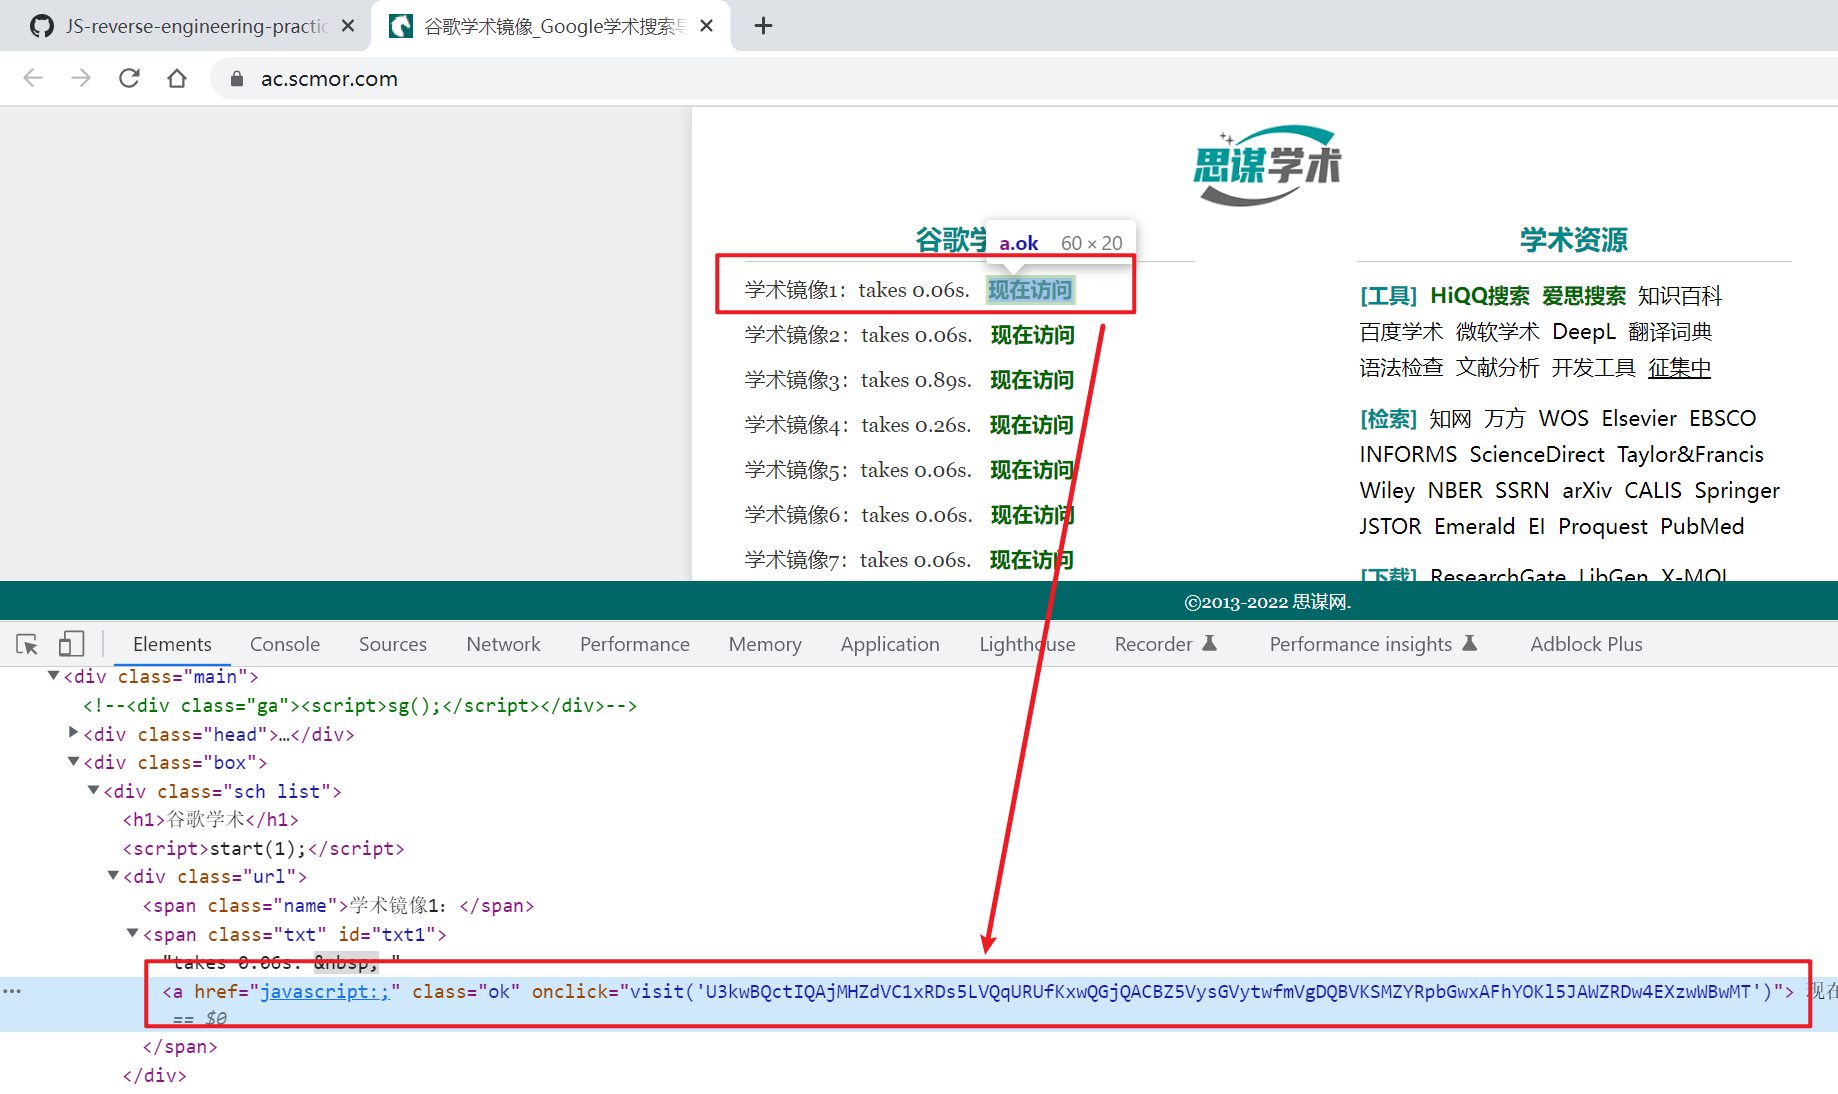 JS-reverse-engineering-practic
谷歌学术镜像_Google学术搜索导
ac.scmor.com
思谋学术
谷歌学
a.ok 60 × 20
学术资源
学术镜像1： takes 0.06s. 现在访问
学术镜像2： takes 0.06s. 现在访问
学术镜像3： takes 0.89s. 现在访问
学术镜像4： takes 0.26s. 现在访问
学术镜像5： takes 0.06s. 现在访问
学术镜像6： takes 0.06s. 现在访问
学术镜像7： takes 0.06s. 现在访问
[工具] HiQQ搜索 爱思搜索 知识百科
百度学术 微软学术 DeepL 翻译词典
语法检查 文献分析 开发工具 征集中
[检索] 知网 万方 WOS Elsevier EBSCO
INFORMS ScienceDirect Taylor&Francis
Wiley NBER SSRN arXiv CALIS Springer
JSTOR Emerald EI Proquest PubMed
[下载] ResearchGate LibGen X-MOL
©2013-2022 思谋网.
Elements Console Sources Network Performance Memory Application Lighthouse Recorder Performance insights Adblock Plus
<div class="main">
<!--<div class="ga"><script>sg();</script></div>-->
<div class="head">…</div>
<div class="box">
<div class="sch list">
<h1>谷歌学术</h1>
<script>start(1);</script>
<div class="url">
<span class="name">学术镜像1：</span>
<span class="txt" id="txt1">
"takes 0.06s. &nbsp; "
<a href="javascript:;" class="ok" onclick="visit('U3kwBQctIQAjMHZdVC1xRDs5LVQqURUfKxwQGjQACBZ5VysGVytwfmVgDQBVKSMZYRpbGwxAFhYOKl5JAWZRDw4EXzwWBwMT')"> 现在
== $0
</span>
</div>